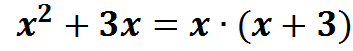 x² + 3x = x · (x + 3)